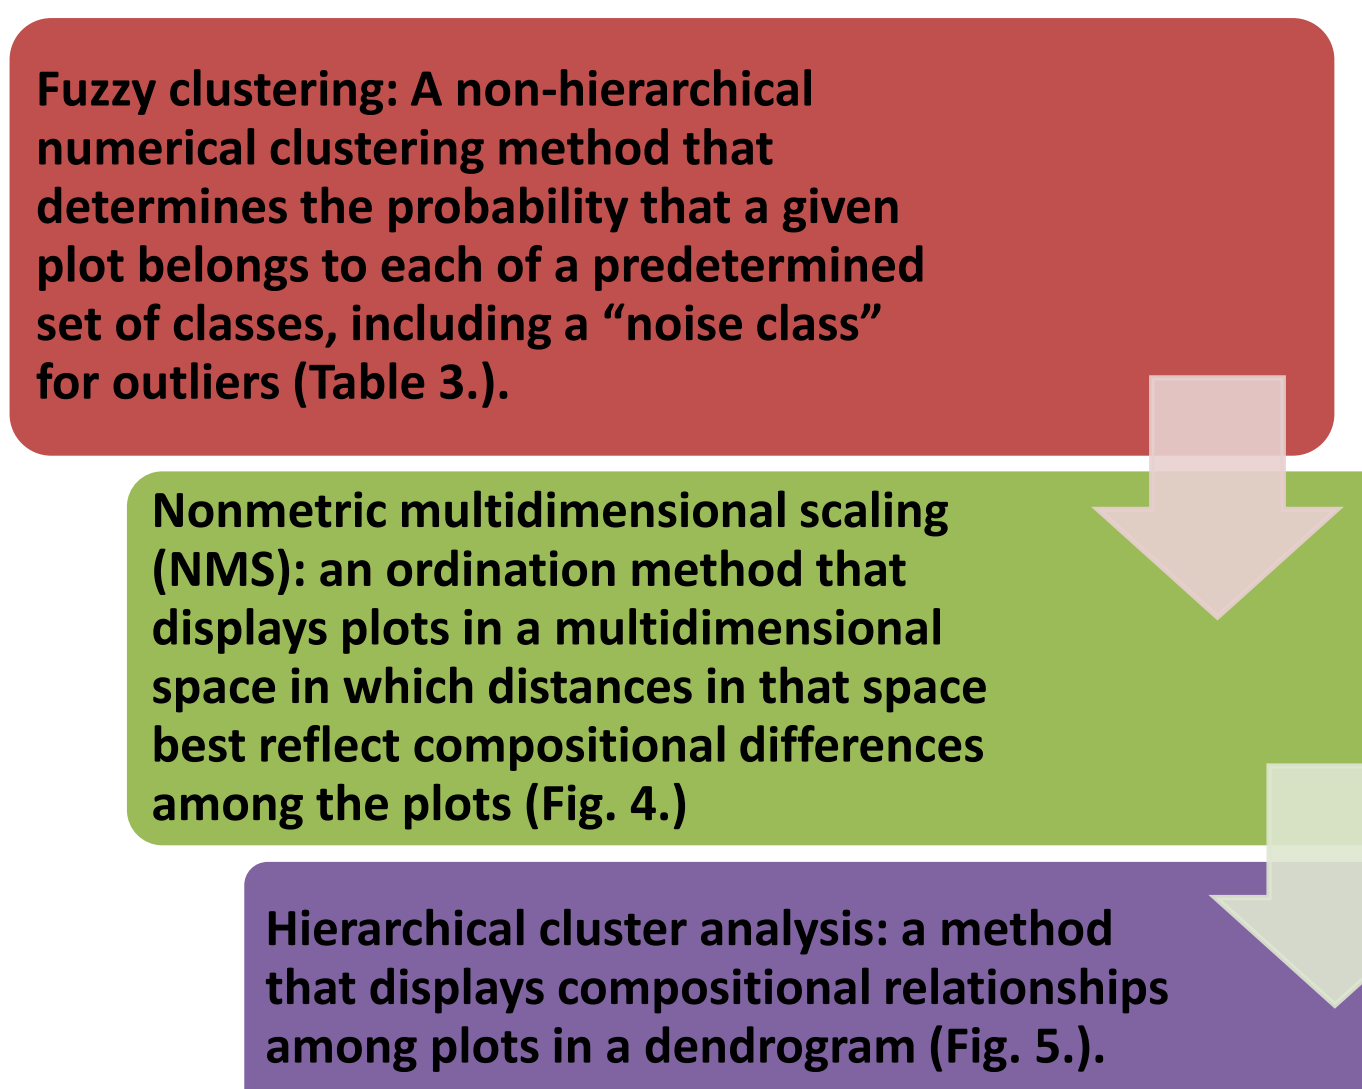 Fuzzy clustering: A non-hierarchical
numerical clustering method that
determines the probability that a given
plot belongs to each of a predetermined
set of classes, including a “noise class”
for outliers (Table 3.).
Nonmetric multidimensional scaling
(NMS): an ordination method that
displays plots in a multidimensional
space in which distances in that space
best reflect compositional differences
among the plots (Fig. 4.)
Hierarchical cluster analysis: a method
that displays compositional relationships
among plots in a dendrogram (Fig. 5.).